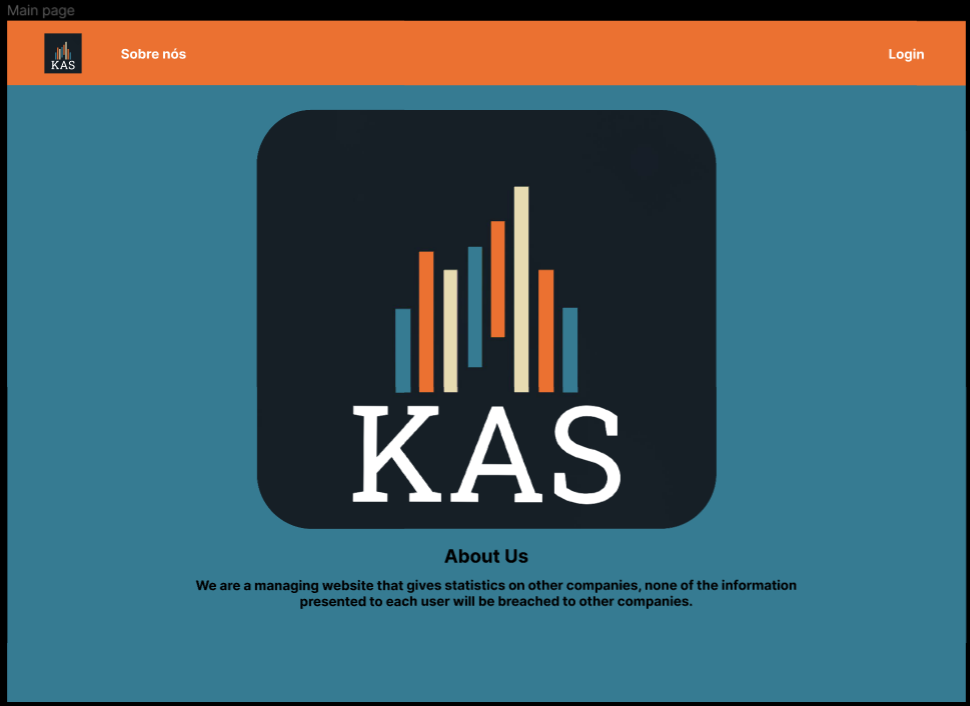 Main page
KAS
Sobre nós
Login
KAS
About Us
We are a managing website that gives statistics on other companies, none of the information
presented to each user will be breached to other companies.